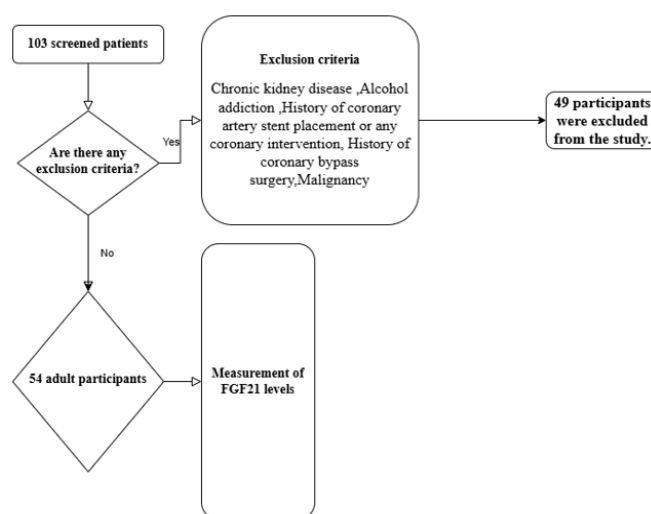 103 screened patients
Are there any
exclusion criteria?
Yes
No
Exclusion criteria
Chronic kidney disease ,Alcohol
addiction ,History of coronary
artery stent placement or any
coronary intervention, History of
coronary bypass
surgery,Malignancy
49 participants
were excluded
from the study.
54 adult participants
Measurement of
FGF21 levels